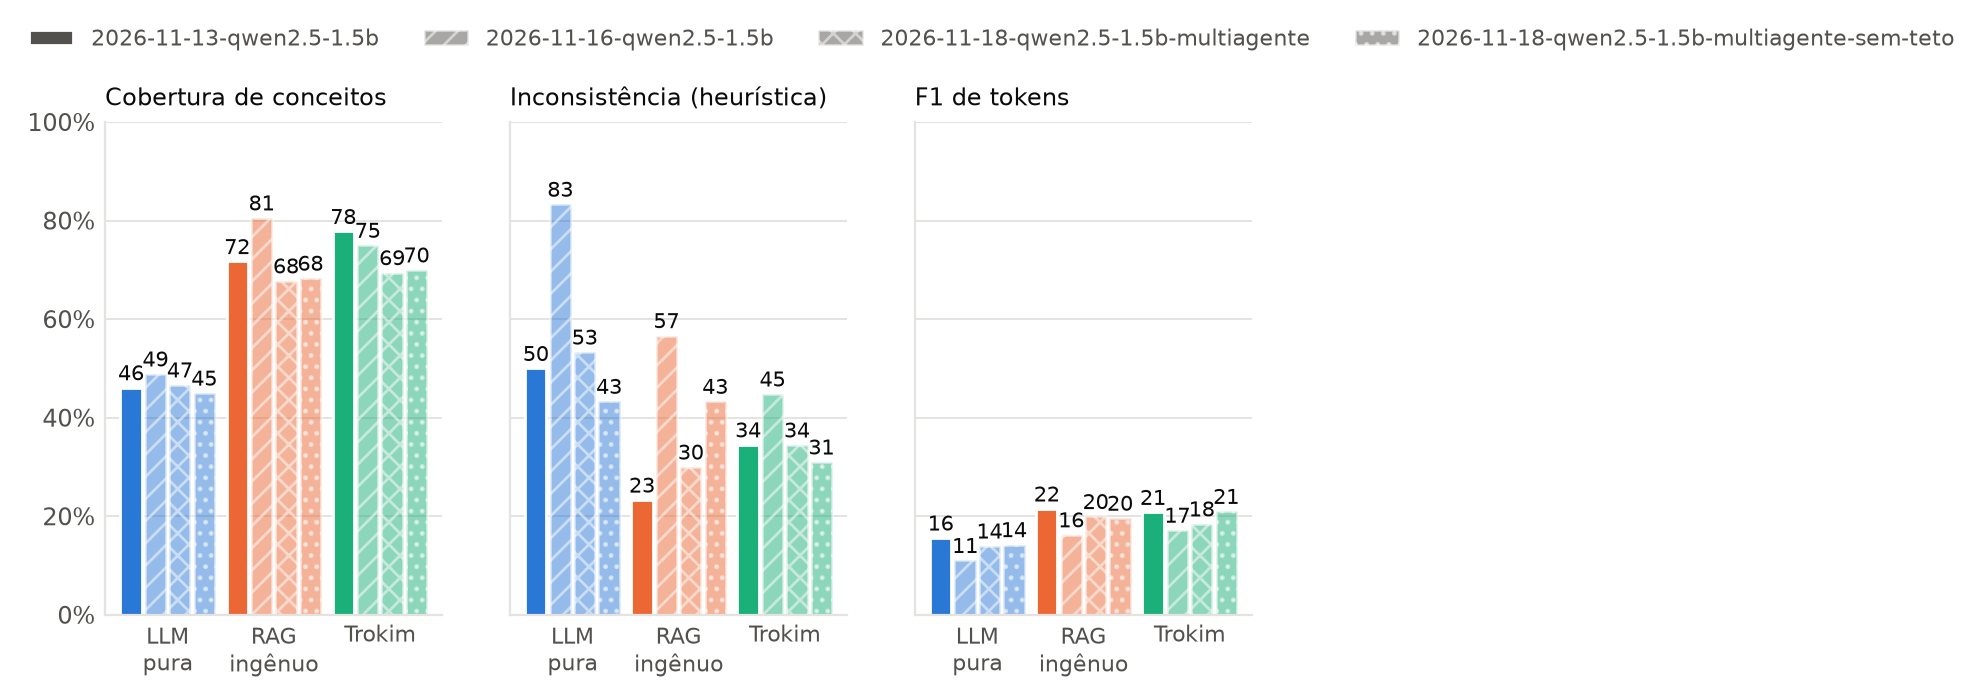 2026-11-13-qwen2.5-1.5b 2026-11-16-qwen2.5-1.5b 2026-11-18-qwen2.5-1.5b-multiagente 2026-11-18-qwen2.5-1.5b-multiagente-sem-teto
Cobertura de conceitos
100%
80%
60%
40%
20%
0%
46 49 47 45
72 81 68 68
78 75 69 70
LLM pura
RAG ingênuo
Trokim
Inconsistência (heurística)
50 83 53 43
23 57 30 43
34 45 34 31
LLM pura
RAG ingênuo
Trokim
F1 de tokens
16 11 14 14
22 16 20 20
21 17 18 21
LLM pura
RAG ingênuo
Trokim